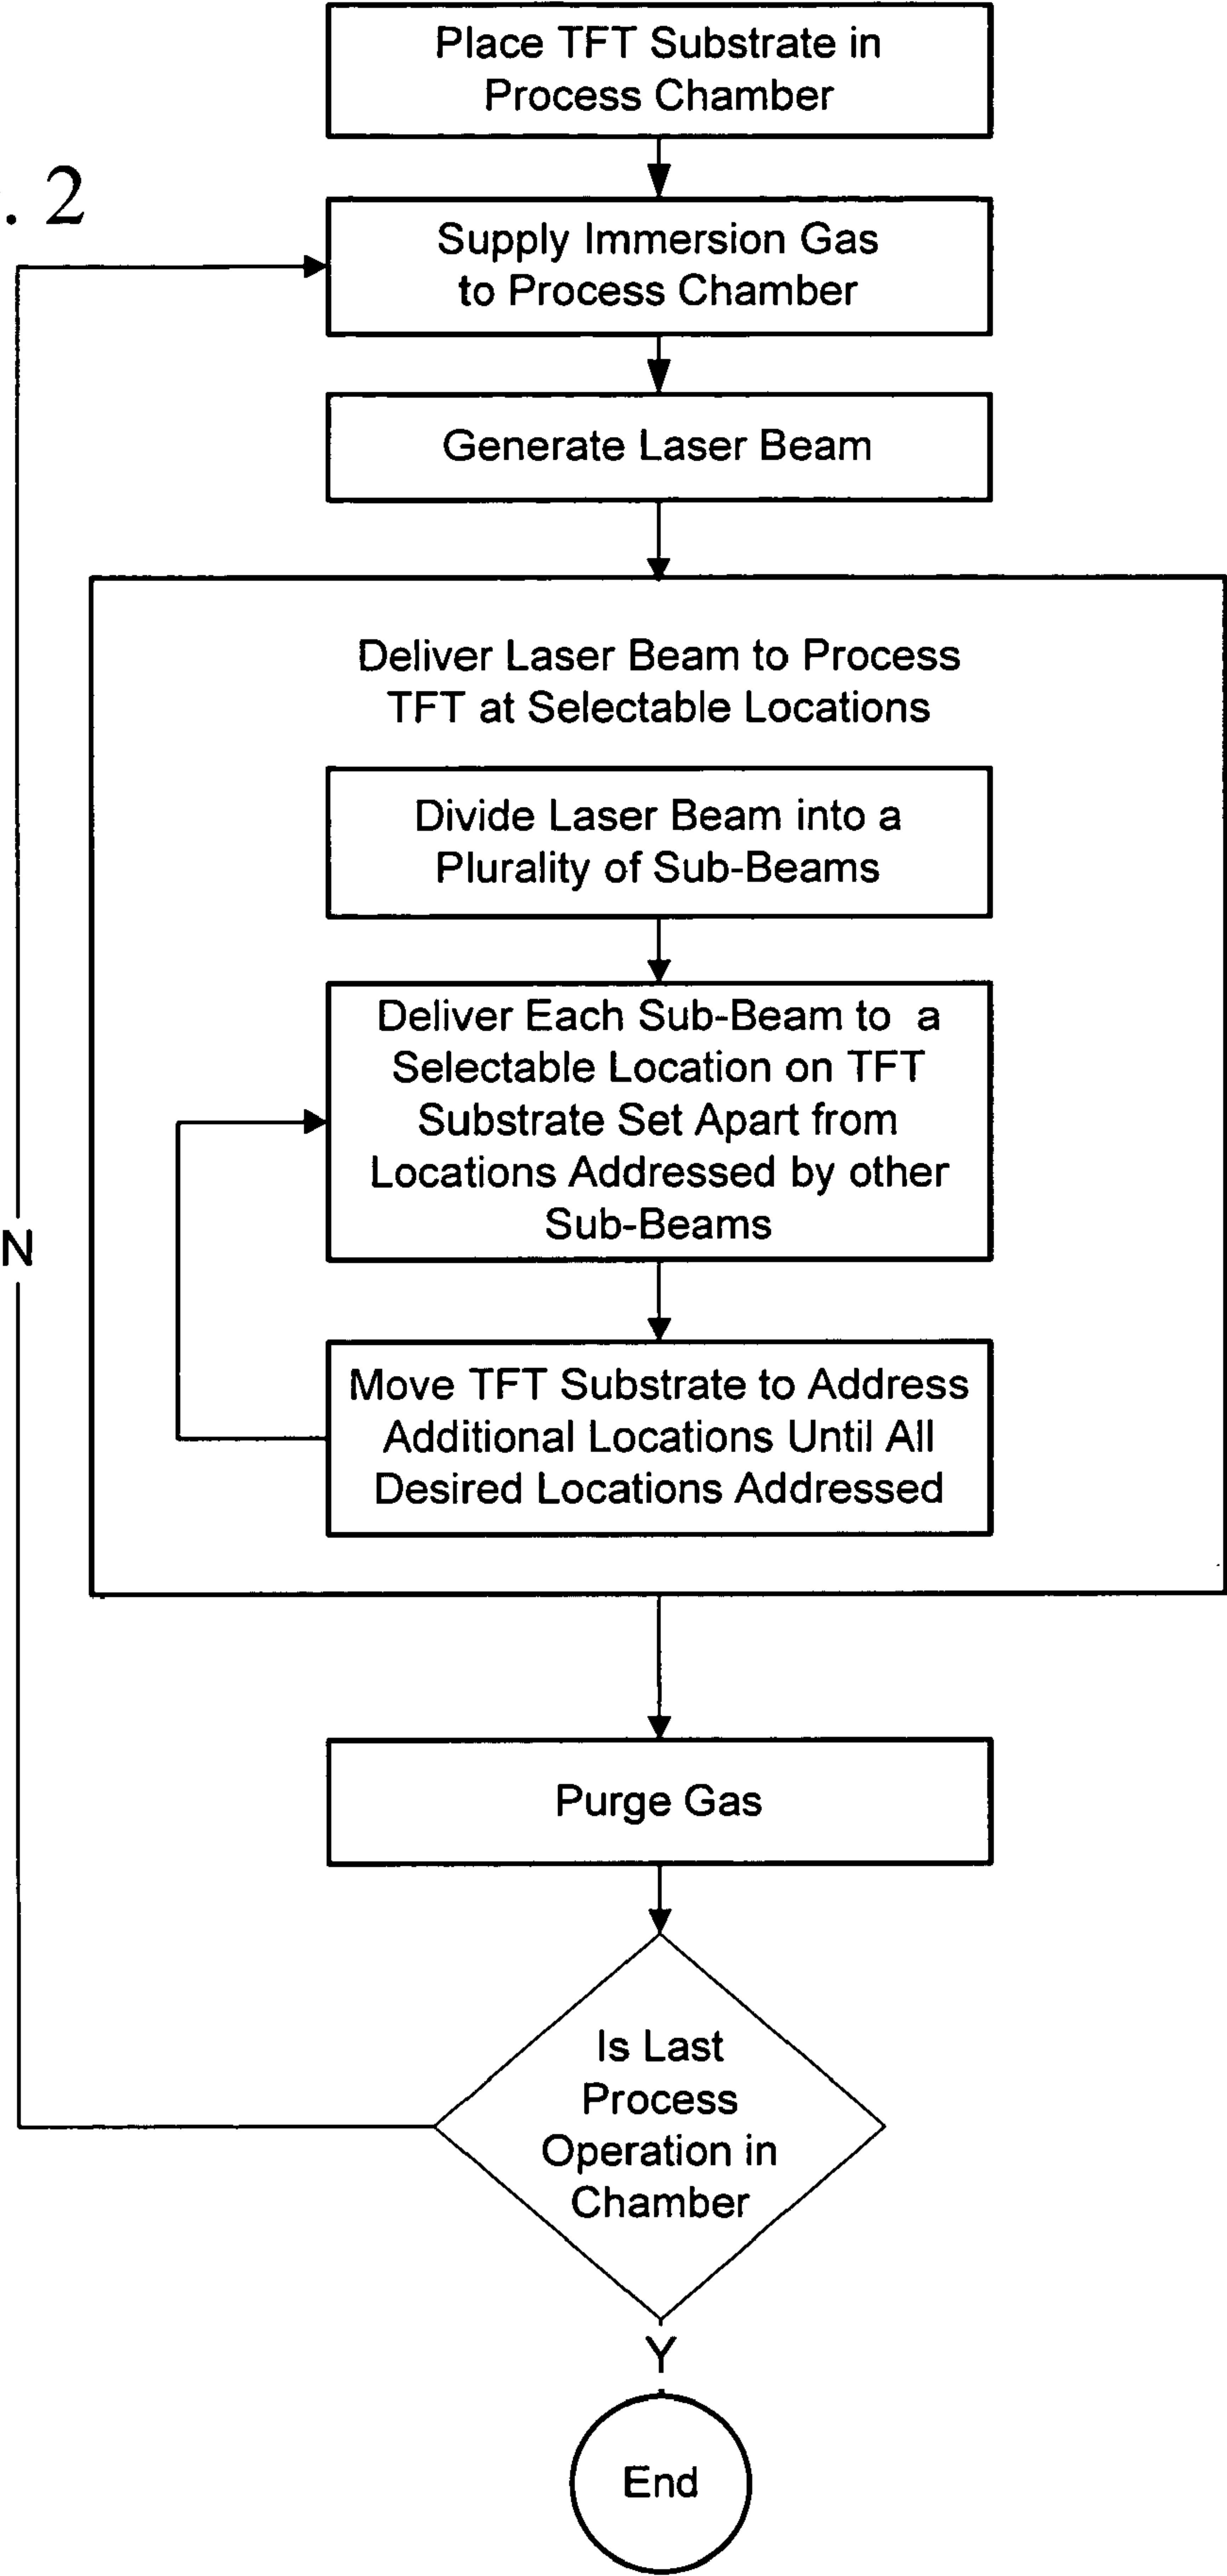 Place TFT Substrate in
Process Chamber
. 2
Supply Immersion Gas
to Process Chamber
Generate Laser Beam
Deliver Laser Beam to Process
TFT at Selectable Locations
Divide Laser Beam into a
Plurality of Sub-Beams
Deliver Each Sub-Beam to a
Selectable Location on TFT
Substrate Set Apart from
Locations Addressed by other
Sub-Beams
N
Move TFT Substrate to Address
Additional Locations Until All
Desired Locations Addressed
Purge Gas
Is Last
Process
Operation in
Chamber
Y
End